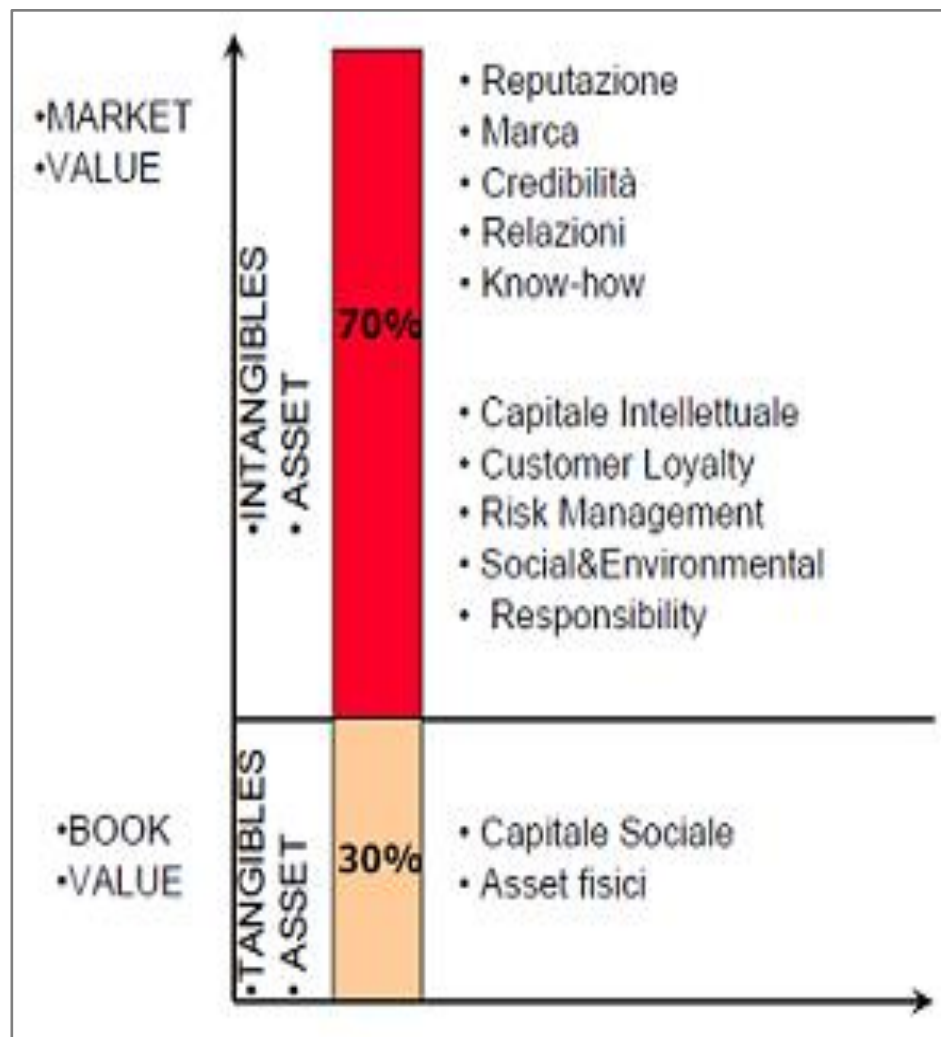 •MARKET
•VALUE
•INTANGIBLES
• ASSET
70%
• Reputazione
• Marca
• Credibilità
• Relazioni
• Know-how
• Capitale Intellettuale
• Customer Loyalty
• Risk Management
• Social&Environmental
• Responsibility
•BOOK
•VALUE
•TANGIBLES
• ASSET
30%
• Capitale Sociale
• Asset fisici